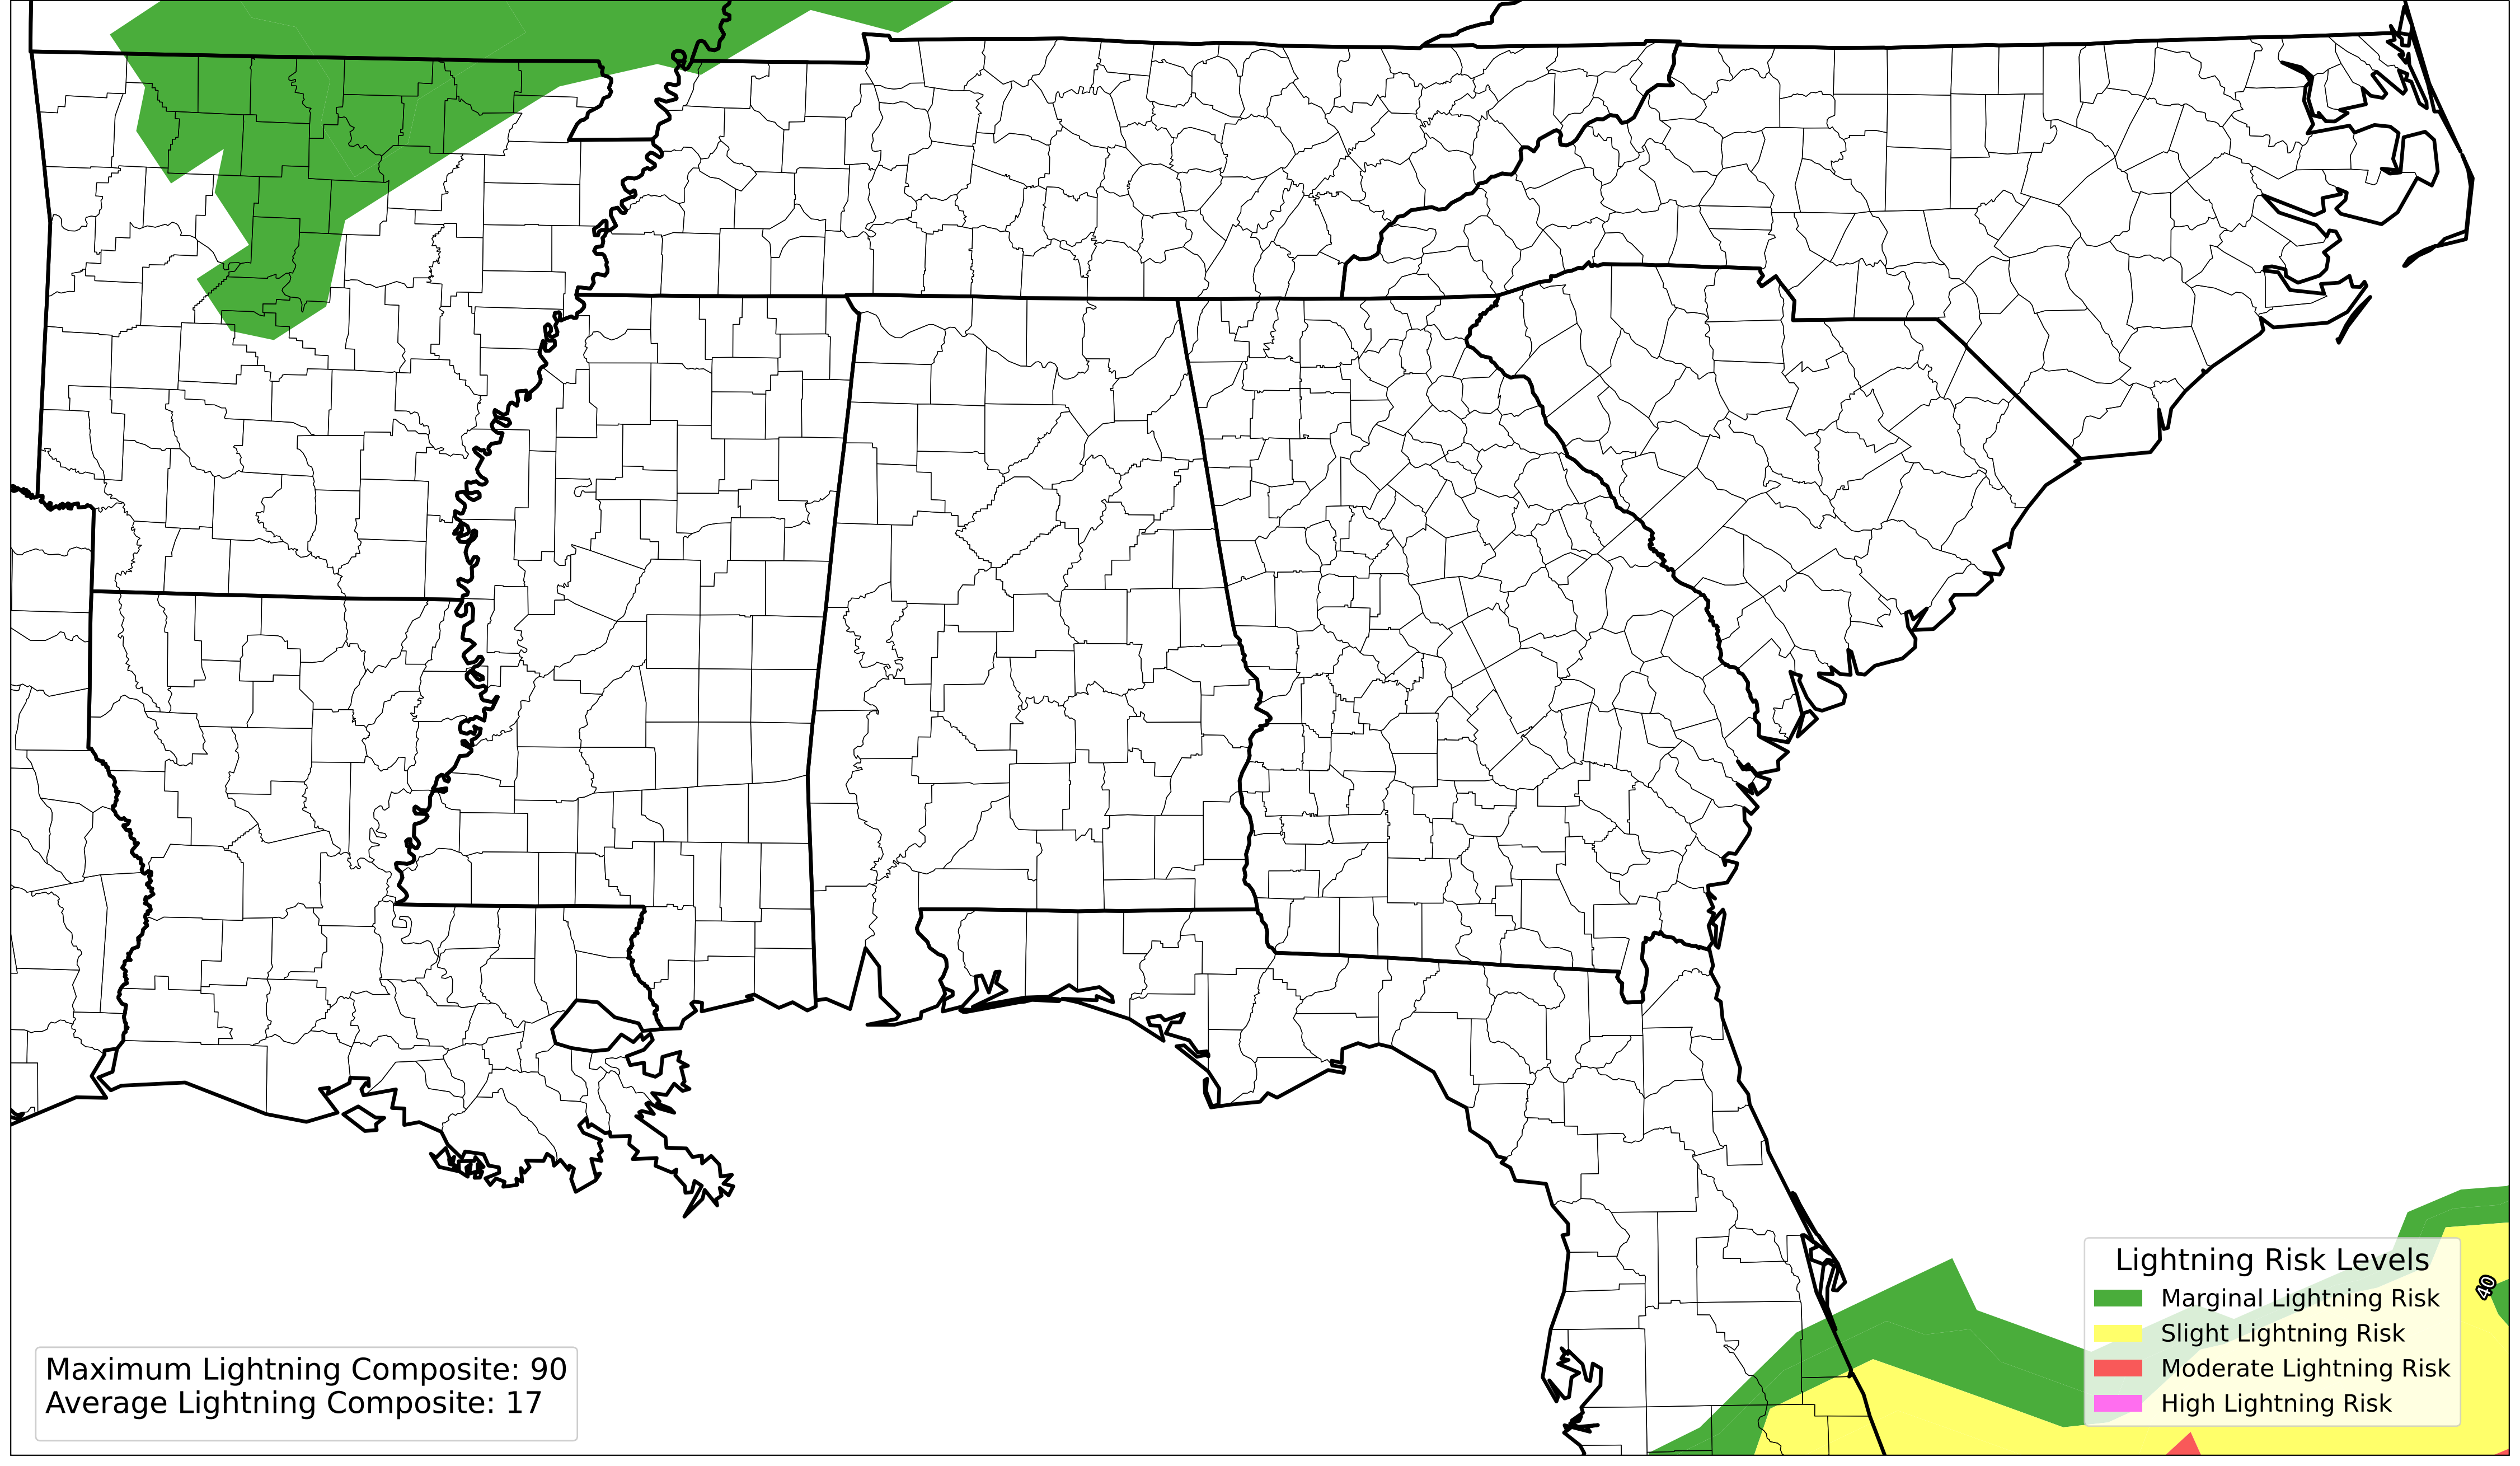 40
Lightning Risk Levels
Marginal Lightning Risk
Slight Lightning Risk
Moderate Lightning Risk
High Lightning Risk
Maximum Lightning Composite: 90
Average Lightning Composite: 17